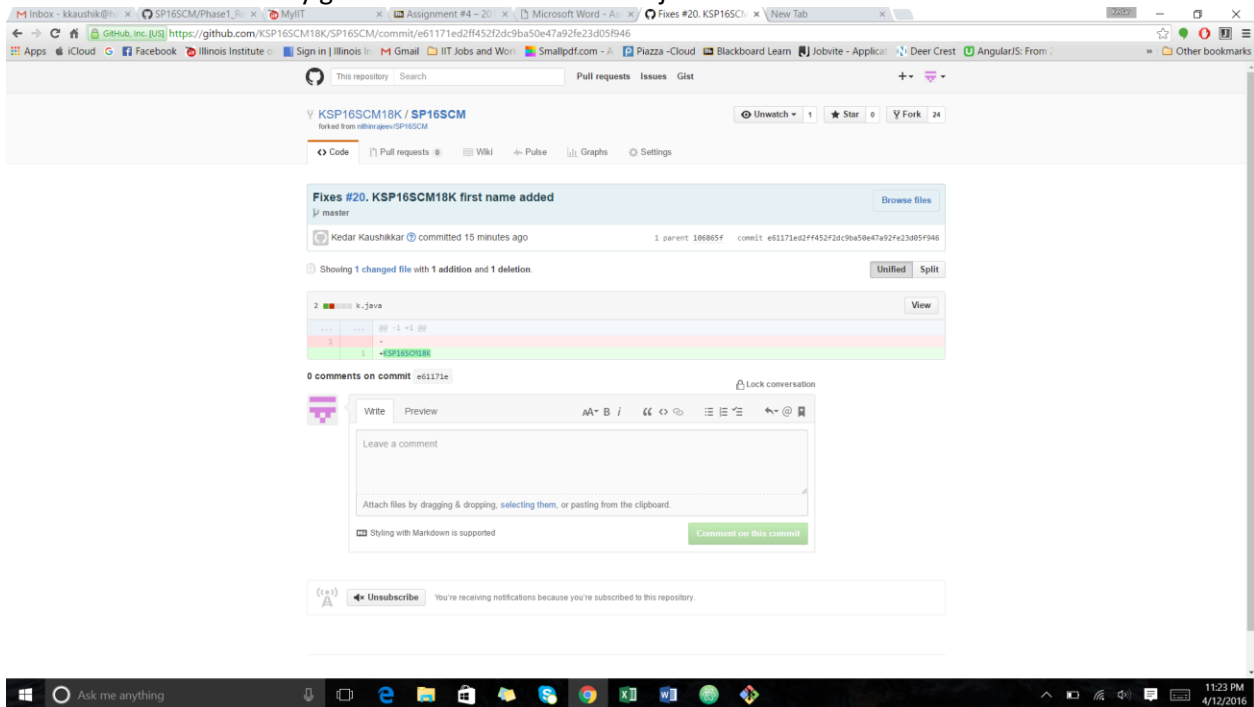 Inbox - kkaushik@ha
SP16SCM/Phase1_Re
MyIIT
Assignment #4 – 201
Microsoft Word - Ass
Fixes #20. KSP16SCM
New Tab
Kedar
GitHub, Inc. [US] https://github.com/KSP16SCM18K/SP16SCM/commit/e61171ed2ff452f2dc9ba50e47a92fe23d05f946
Apps iCloud Facebook Illinois Institute o Sign in | Illinois In Gmail IIT Jobs and Wor Smallpdf.com - A Piazza -Cloud Blackboard Learn Jobvite - Applicat Deer Crest AngularJS: From Other bookmarks
This repository Search Pull requests Issues Gist
KSP16SCM18K / SP16SCM
Unwatch 1 Star 0 Fork 24
forked from nithinrajeev/SP16SCM
Code Pull requests 0 Wiki Pulse Graphs Settings
Fixes #20. KSP16SCM18K first name added
Browse files
master
Kedar Kaushikkar committed 15 minutes ago 1 parent 106865f commit e61171ed2ff452f2dc9ba50e47a92fe23d05f946
Showing 1 changed file with 1 addition and 1 deletion. Unified Split
2 k.java View
... ... @@ -1 +1 @@
1 -
1 +KSP16SCM18K
0 comments on commit e61171e
Lock conversation
Write Preview AA B i
Leave a comment
Attach files by dragging & dropping, selecting them, or pasting from the clipboard.
Styling with Markdown is supported Comment on this commit
Unsubscribe You're receiving notifications because you're subscribed to this repository.
Ask me anything
11:23 PM
4/12/2016